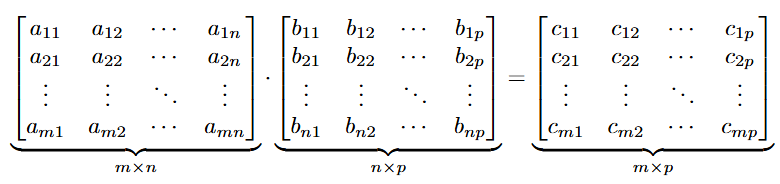 [a₁₁ a₁₂ ⋯ a₁ₙ] · [b₁₁ b₁₂ ⋯ b₁ₚ] = [c₁₁ c₁₂ ⋯ c₁ₚ]
[a₂₁ a₂₂ ⋯ a₂ₙ] [b₂₁ b₂₂ ⋯ b₂ₚ] [c₂₁ c₂₂ ⋯ c₂ₚ]
[⋮ ⋮ ⋱ ⋮] [⋮ ⋮ ⋱ ⋮] [⋮ ⋮ ⋱ ⋮]
[aₘ₁ aₘ₂ ⋯ aₘₙ] [bₙ₁ bₙ₂ ⋯ bₙₚ] [cₘ₁ cₘ₂ ⋯ cₘₚ]
m×n n×p m×p